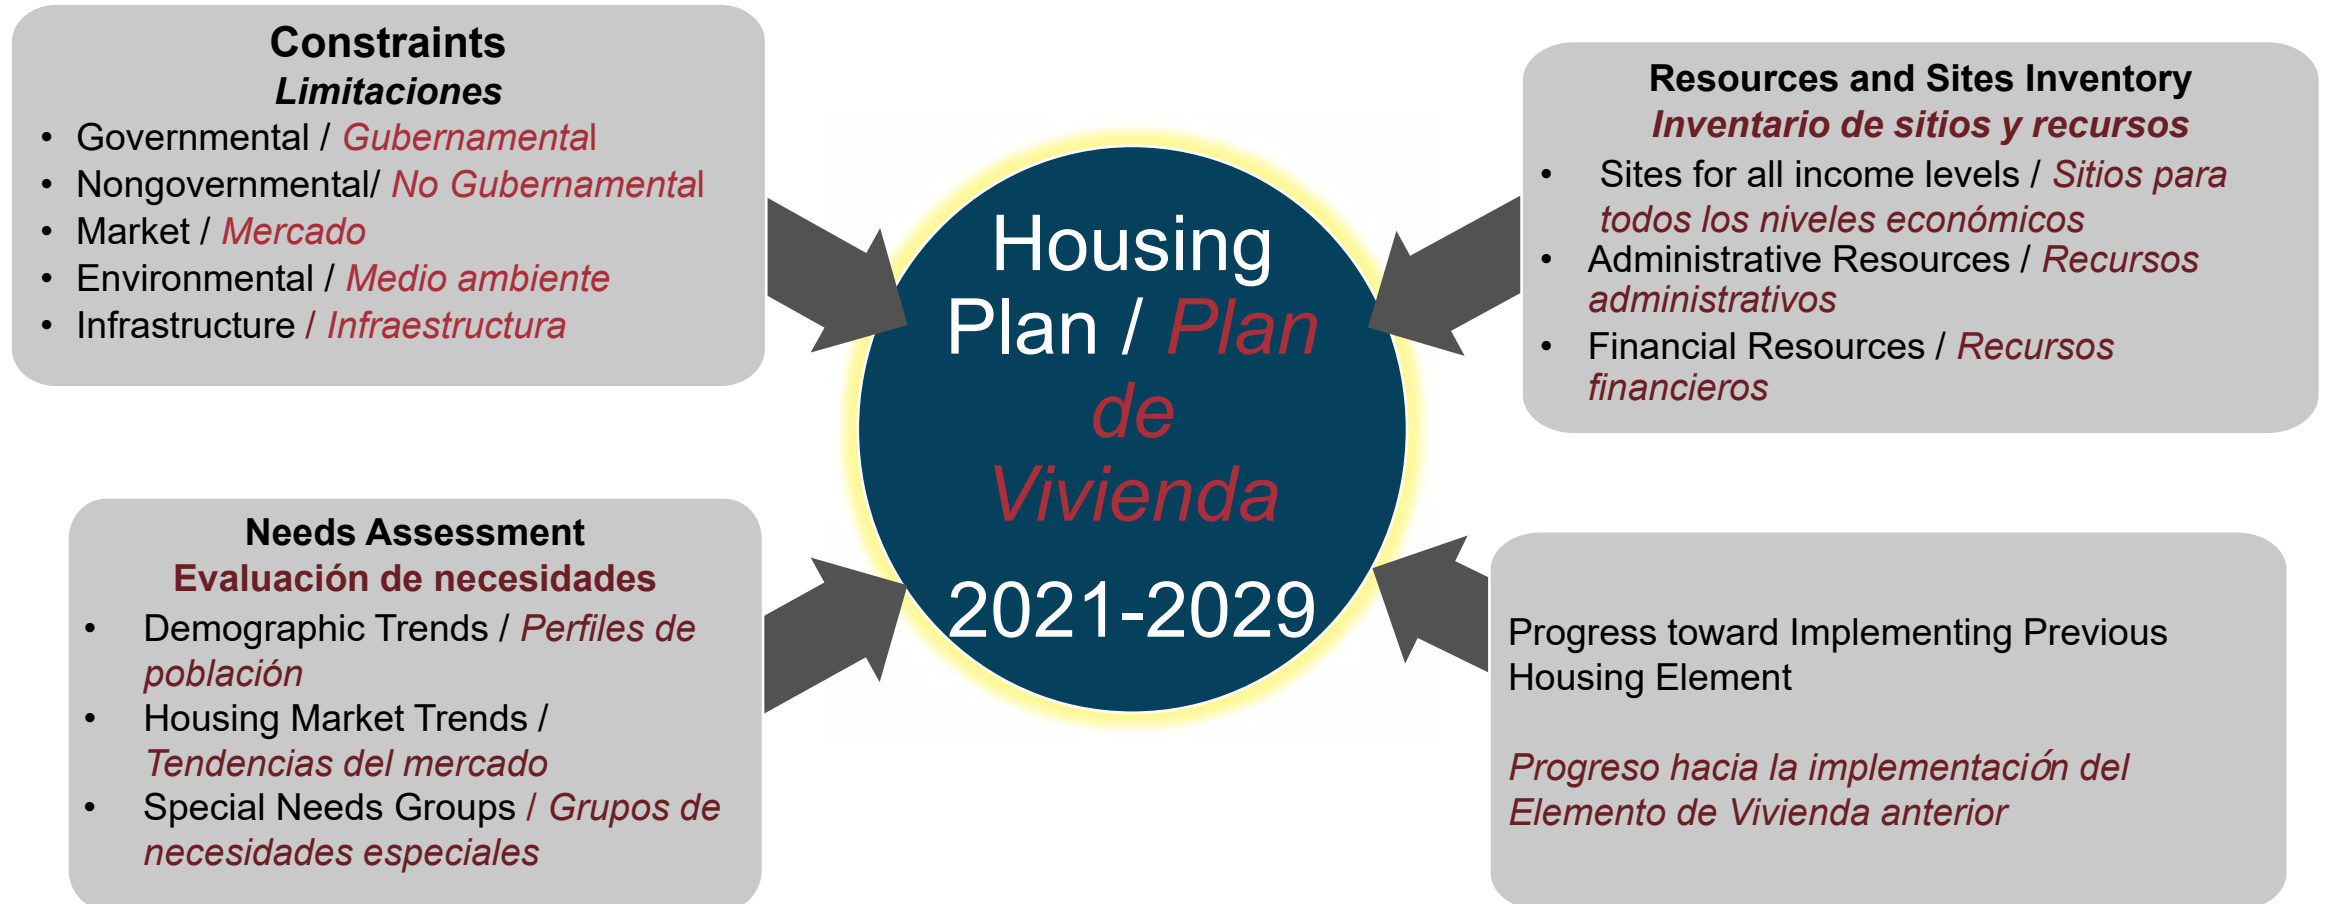 Constraints
Limitaciones
• Governmental / Gubernamental
• Nongovernmental/ No Gubernamental
• Market / Mercado
• Environmental / Medio ambiente
• Infrastructure / Infraestructura
Needs Assessment
Evaluación de necesidades
• Demographic Trends / Perfiles de
población
• Housing Market Trends /
Tendencias del mercado
• Special Needs Groups / Grupos de
necesidades especiales
Housing
Plan / Plan
de
Vivienda
2021-2029
Resources and Sites Inventory
Inventario de sitios y recursos
• Sites for all income levels / Sitios para
todos los niveles económicos
• Administrative Resources / Recursos
administrativos
• Financial Resources / Recursos
financieros
Progress toward Implementing Previous
Housing Element
Progreso hacia la implementación del
Elemento de Vivienda anterior